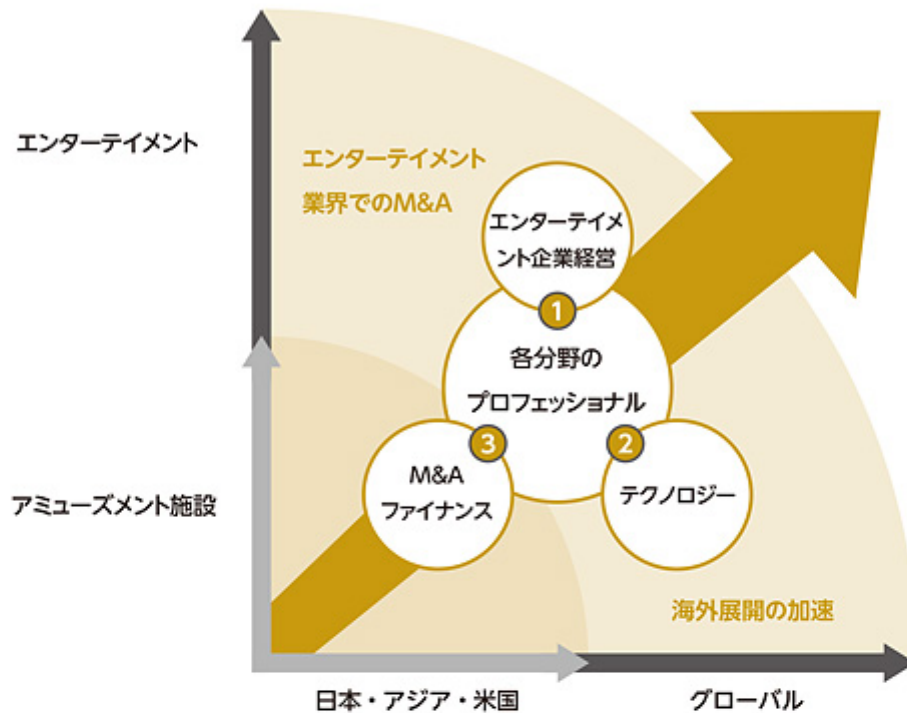 エンターテイメント
エンターテイメント
業界でのM&A
エンターテイメ
ント企業経営
1
各分野の
プロフェッショナル
3
2
M&A
ファイナンス
テクノロジー
アミューズメント施設
海外展開の加速
日本・アジア・米国
グローバル